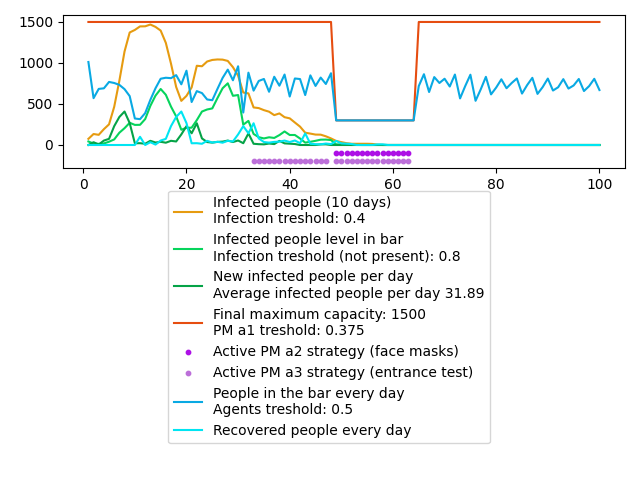 1500
1000
500
0
0
20
40
60
80
100
Infected people (10 days)
Infection treshold: 0.4
Infected people level in bar
Infection treshold (not present): 0.8
New infected people per day
Average infected people per day 31.89
Final maximum capacity: 1500
PM a1 treshold: 0.375
Active PM a2 strategy (face masks)
Active PM a3 strategy (entrance test)
People in the bar every day
Agents treshold: 0.5
Recovered people every day